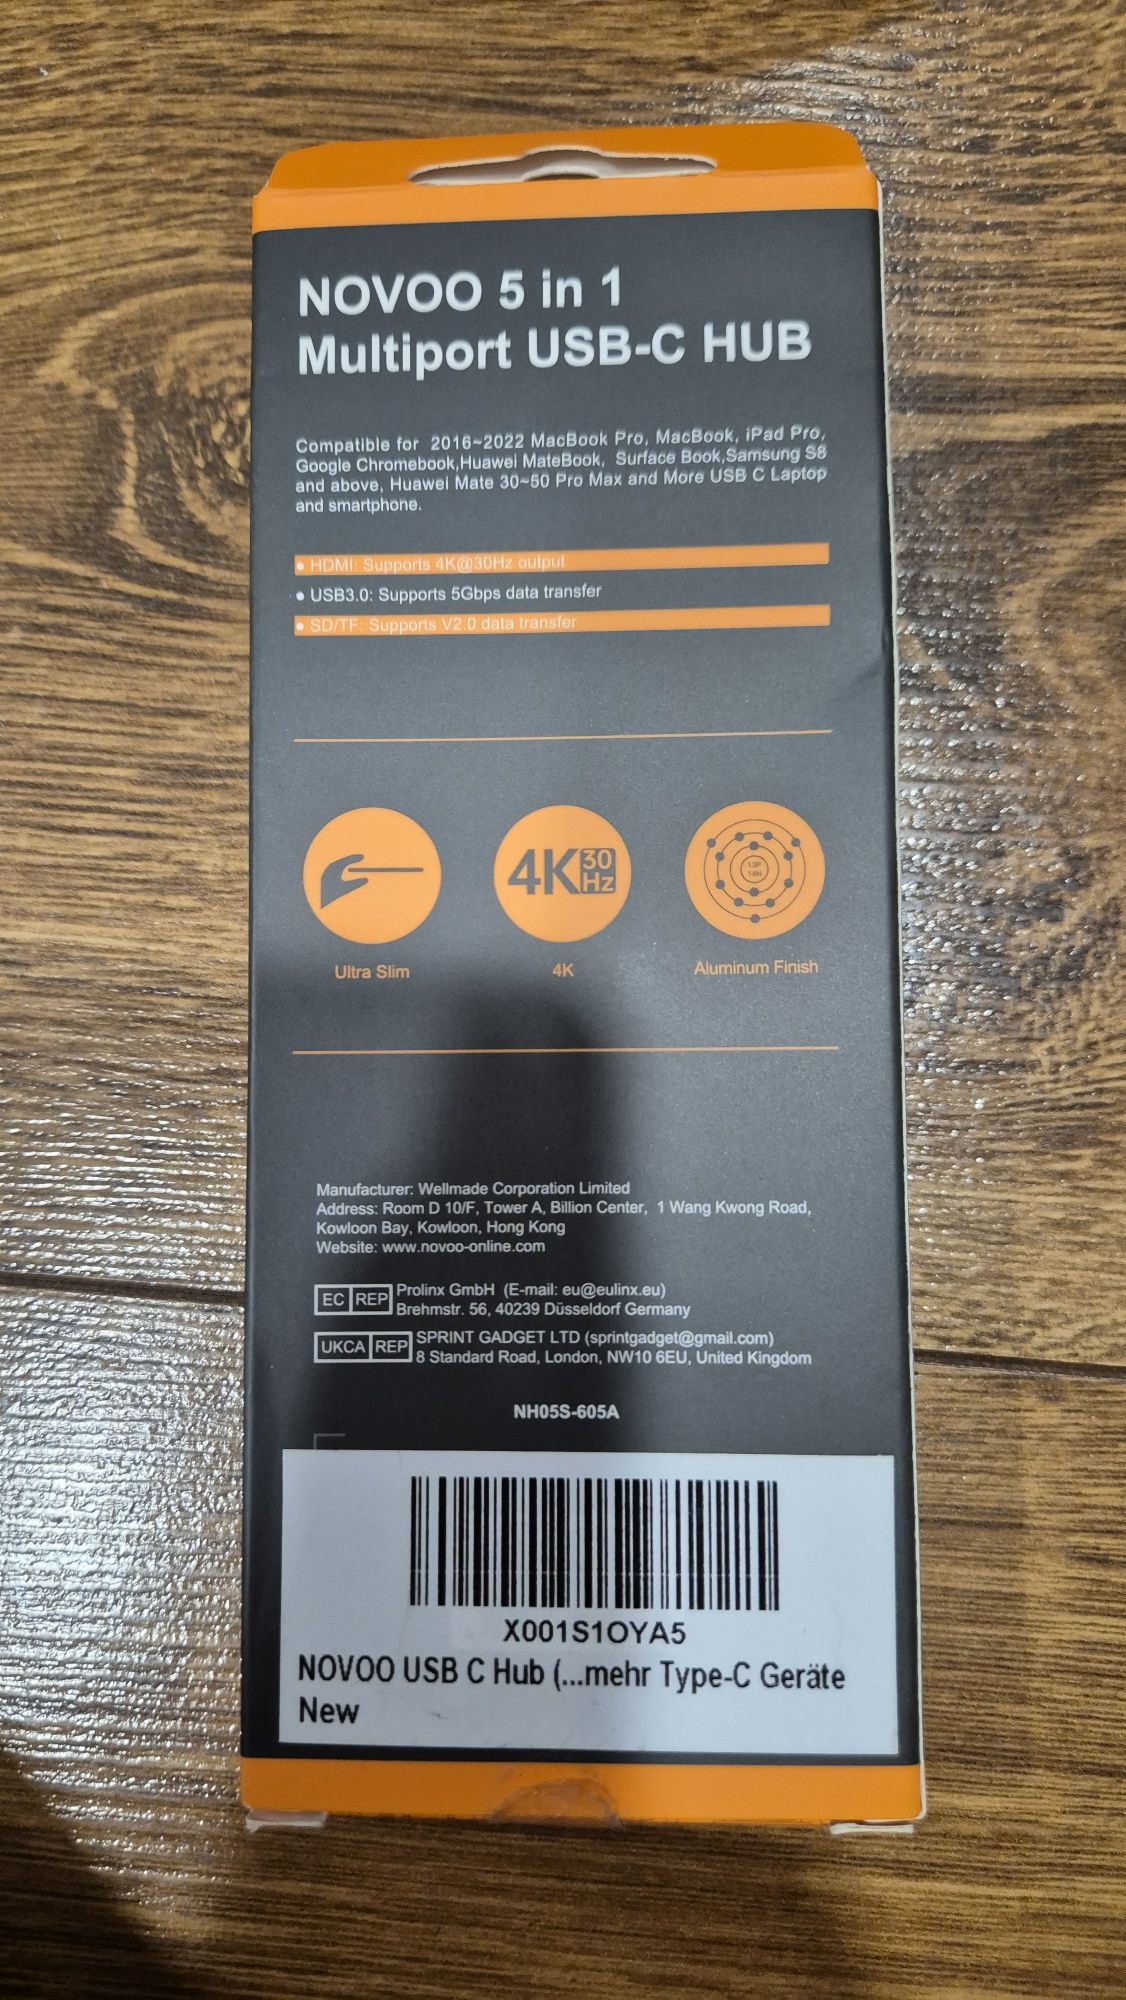 NOVOO 5 in 1
Multiport USB-C HUB
Compatible for 2016~2022 MacBook Pro, MacBook, iPad Pro,
Google Chromebook,Huawei MateBook, Surface Book,Samsung S8
and above, Huawei Mate 30~50 Pro Max and More USB C Laptop
and smartphone.
• HDMI: Supports 4K@30Hz output
• USB3.0: Supports 5Gbps data transfer
• SD/TF: Supports V2.0 data transfer
4K 30
Hz
13P
14N
Ultra Slim
4K
Aluminum Finish
Manufacturer: Wellmade Corporation Limited
Address: Room D 10/F, Tower A, Billion Center, 1 Wang Kwong Road,
Kowloon Bay, Kowloon, Hong Kong
Website: www.novoo-online.com
EC REP Prolinx GmbH (E-mail: eu@eulinx.eu)
Brehmstr. 56, 40239 Düsseldorf Germany
UKCA REP SPRINT GADGET LTD (sprintgadget@gmail.com)
8 Standard Road, London, NW10 6EU, United Kingdom
NH05S-605A
X001S1OYA5
NOVOO USB C Hub (...mehr Type-C Geräte
New